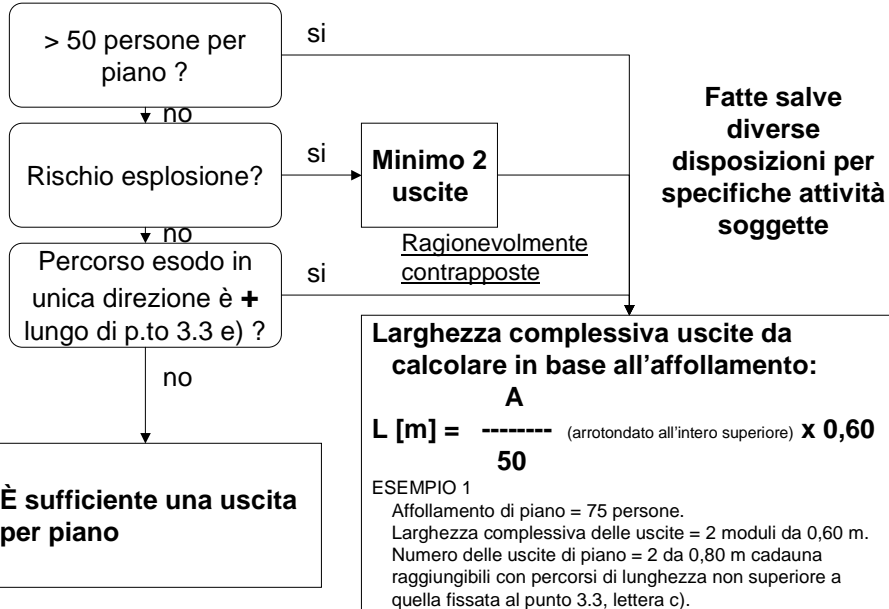 > 50 persone per
piano ?
si
no
Rischio esplosione?
si
Minimo 2
uscite
Fatte salve
diverse
disposizioni per
specifiche attività
soggette
no
Ragionevolmente
contrapposte
Percorso esodo in
unica direzione è +
lungo di p.to 3.3 e) ?
si
no
È sufficiente una uscita
per piano
Larghezza complessiva uscite da
calcolare in base all'affollamento:
A
L [m] = -------- (arrotondato all'intero superiore) x 0,60
50
ESEMPIO 1
Affollamento di piano = 75 persone.
Larghezza complessiva delle uscite = 2 moduli da 0,60 m.
Numero delle uscite di piano = 2 da 0,80 m cadauna
raggiungibili con percorsi di lunghezza non superiore a
quella fissata al punto 3.3, lettera c).